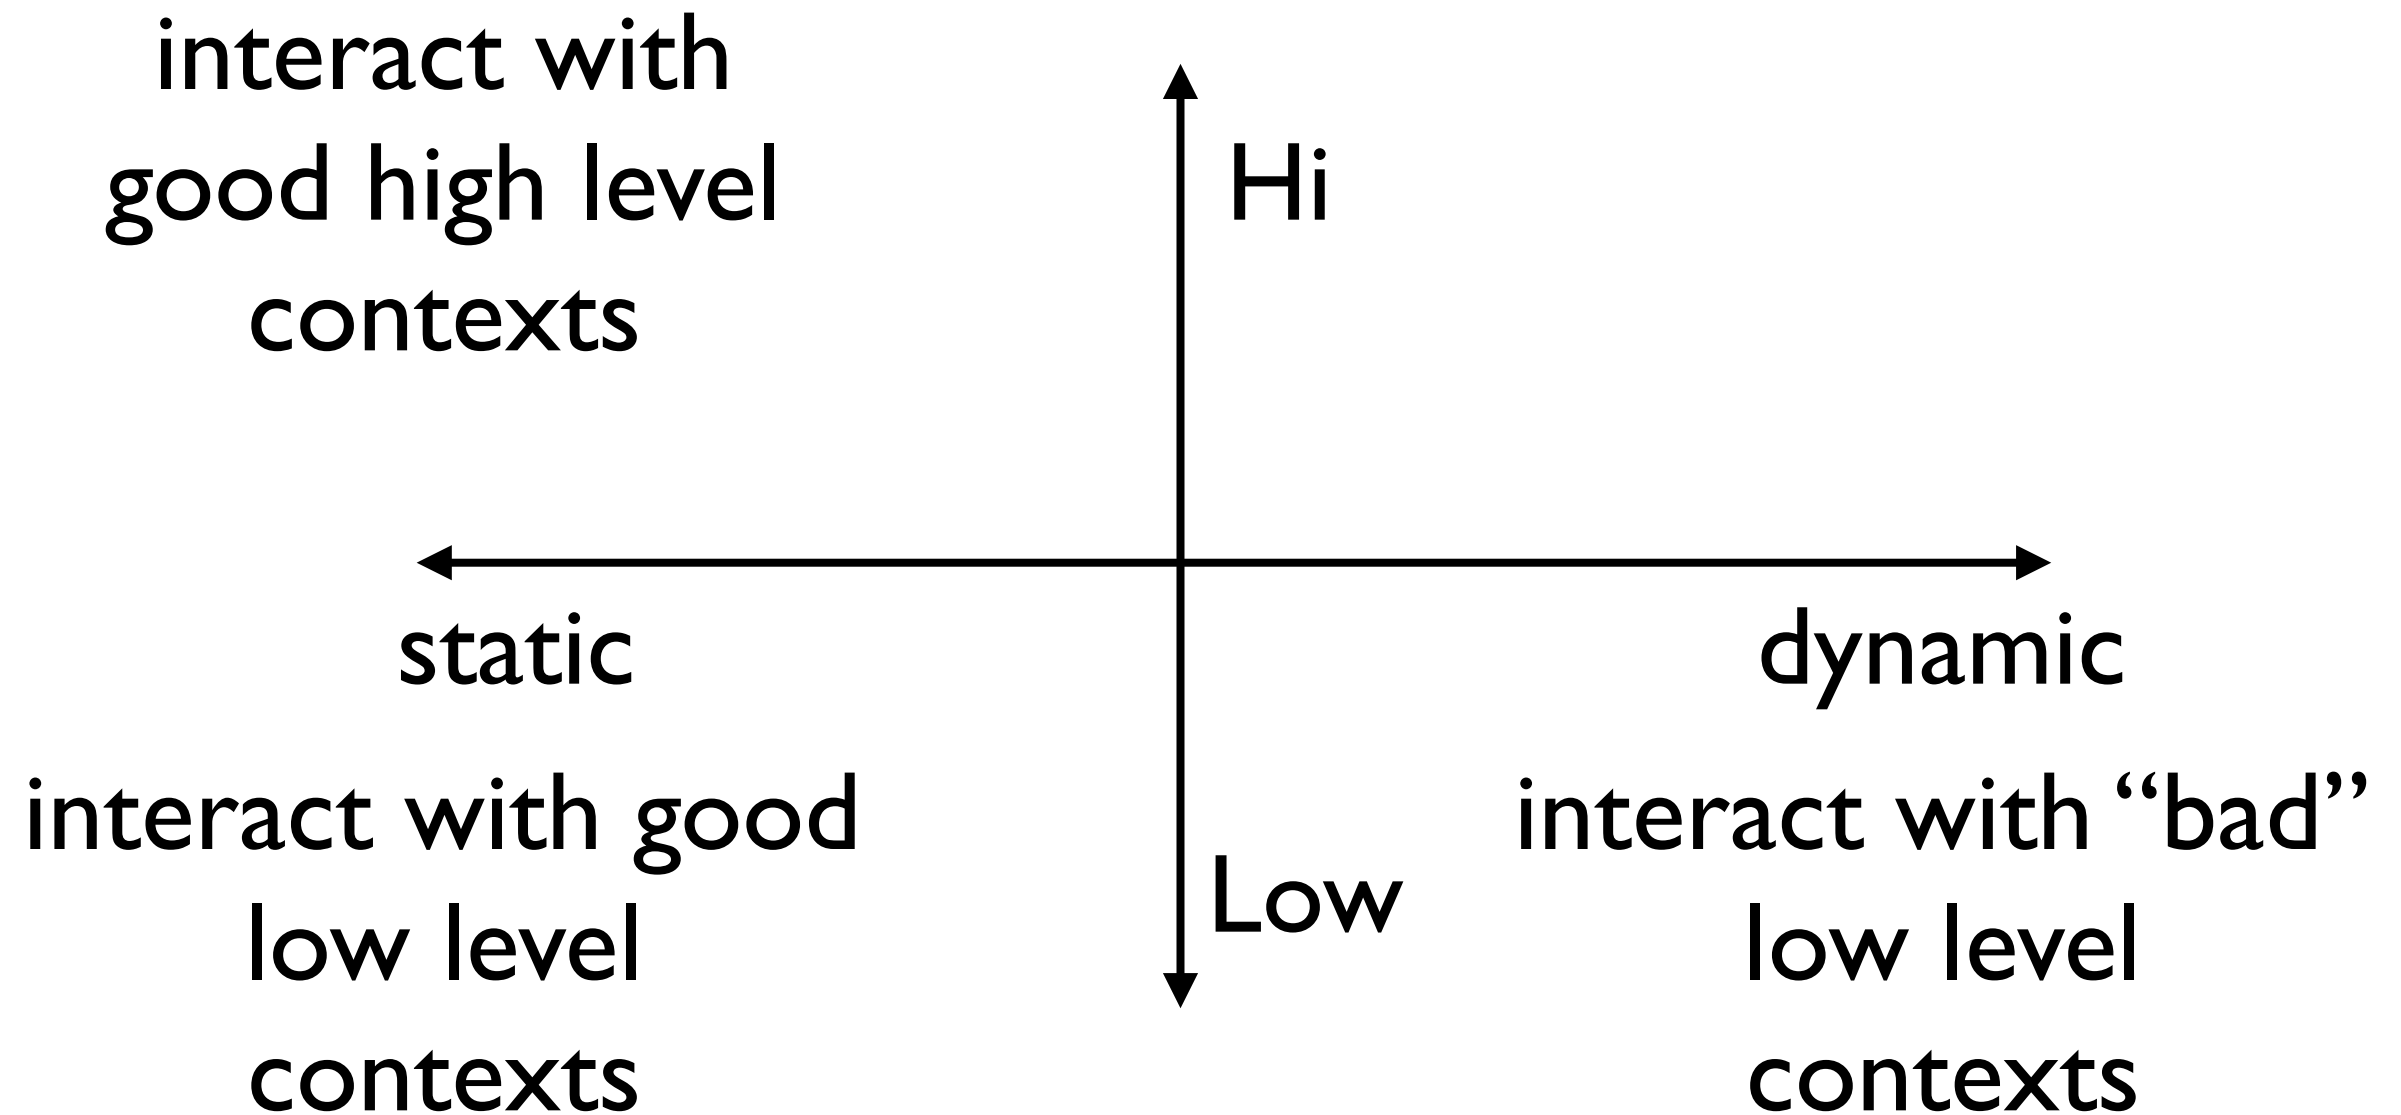 interact with
good high level
contexts
Hi
static
dynamic
interact with good
low level
contexts
Low
interact with “bad”
low level
contexts